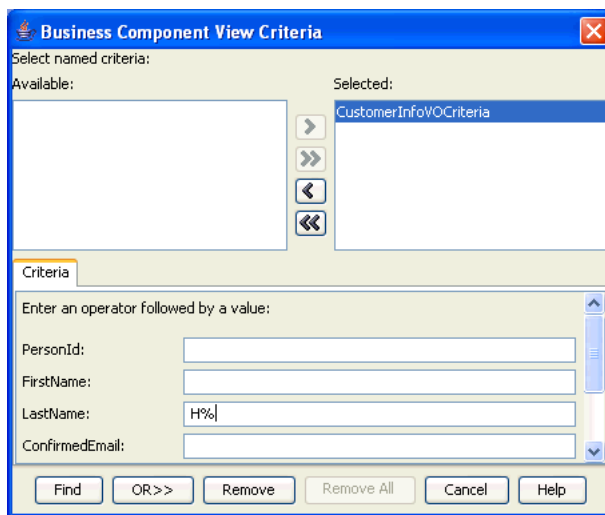 Business Component View Criteria
Select named criteria:
Available:
Selected:
CustomerInfoVOCriteria
Criteria
Enter an operator followed by a value:
PersonId:
FirstName:
LastName: H%
ConfirmedEmail:
Find OR>> Remove Remove All Cancel Help